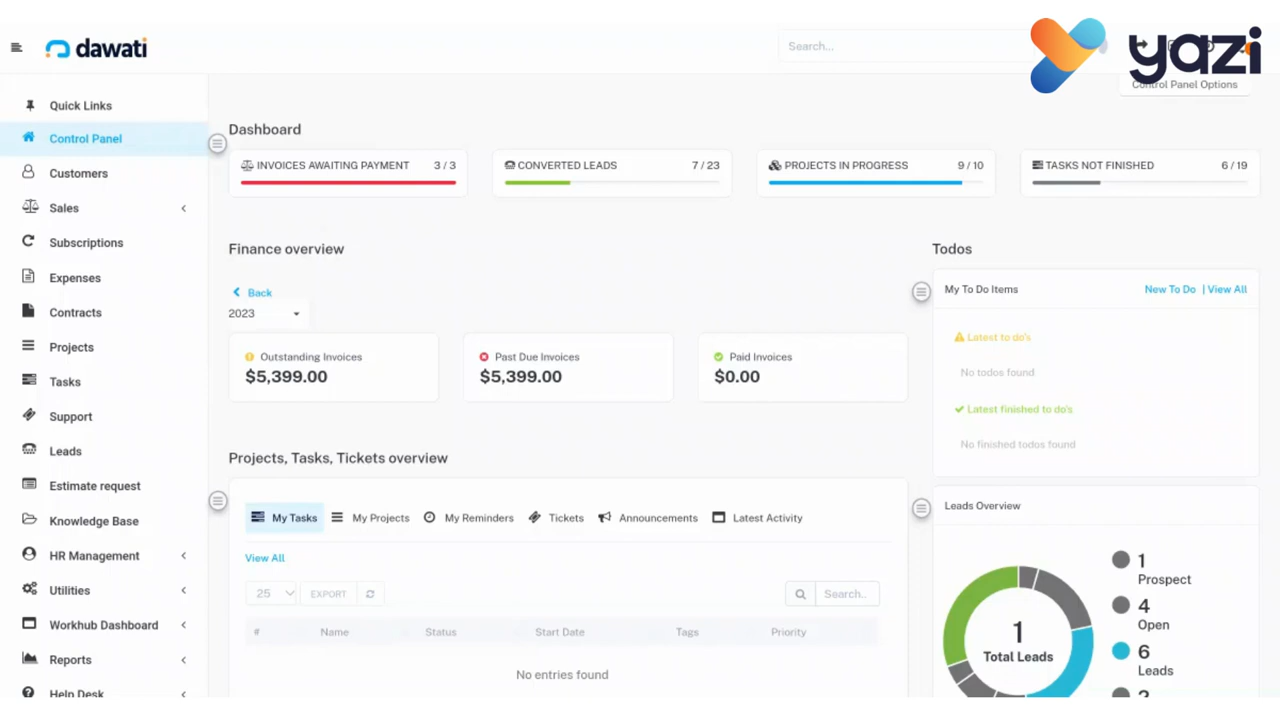 dawati
Search...
yazi
Control Panel Options
Quick Links
Control Panel
Customers
Sales
Subscriptions
Expenses
Contracts
Projects
Tasks
Support
Leads
Estimate request
Knowledge Base
HR Management
Utilities
Workhub Dashboard
Reports
Help Desk
Dashboard
INVOICES AWAITING PAYMENT 3 / 3
CONVERTED LEADS 7 / 23
PROJECTS IN PROGRESS 9 / 10
TASKS NOT FINISHED 6 / 19
Finance overview
Back
2023
Outstanding Invoices
$5,399.00
Past Due Invoices
$5,399.00
Paid Invoices
$0.00
Projects, Tasks, Tickets overview
My Tasks My Projects My Reminders Tickets Announcements Latest Activity
View All
25 EXPORT Search..
# Name Status Start Date Tags Priority
No entries found
Todos
My To Do Items New To Do | View All
Latest to do's
No todos found
Latest finished to do's
No finished todos found
Leads Overview
1
Total Leads
1
Prospect
4
Open
6
Leads